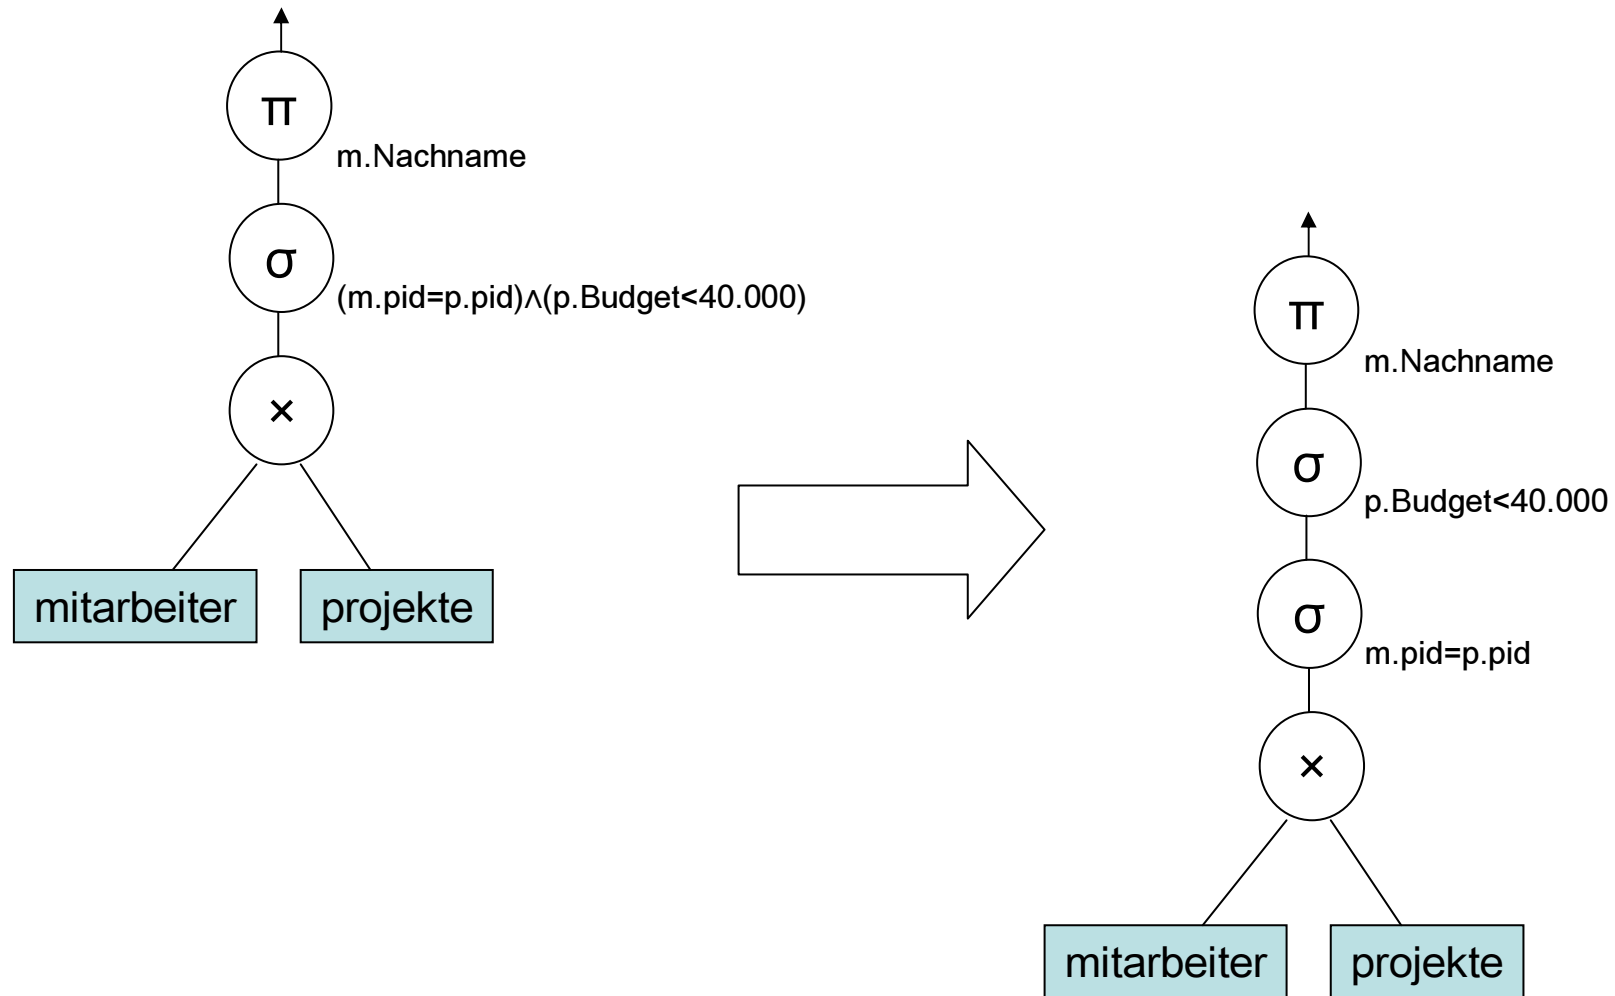 π
m.Nachname
σ
(m.pid=p.pid)∧(p.Budget<40.000)
×
mitarbeiter
projekte
π
m.Nachname
σ
p.Budget<40.000
σ
m.pid=p.pid
×
mitarbeiter
projekte